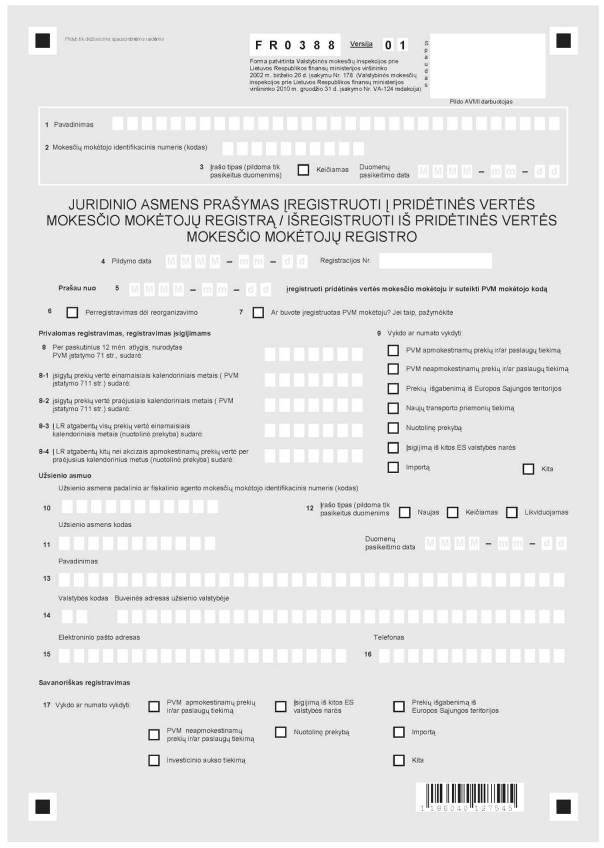 FR0388 Versija 01
Forma patvirtinta Valstybinės mokesčių inspekcijos prie
Lietuvos Respublikos finansų ministerijos viršininko
2002 m. birželio 26 d. įsakymu Nr. 178 (Valstybinės mokesčių
inspekcijos prie Lietuvos Respublikos finansų ministerijos
viršininko 2010 m. gruodžio 31 d. įsakymo Nr. VA-124 redakcija)
Spaudas
Pildo AVMI darbuotojas
1 Pavadinimas
2 Mokesčių mokėtojo identifikacinis numeris (kodas)
3 Įrašo tipas (pildoma tik
pasikeitus duomenims)
Keičiamas
Duomenų
pasikeitimo data
M M M M – m m – d d
JURIDINIO ASMENS PRAŠYMAS ĮREGISTRUOTI Į PRIDĖTINĖS VERTĖS
MOKESČIO MOKĖTOJŲ REGISTRĄ / IŠREGISTRUOTI IŠ PRIDĖTINĖS VERTĖS
MOKESČIO MOKĖTOJŲ REGISTRO
4 Pildymo data M M M M – m m – d d Registracijos Nr.
Prašau nuo 5 M M M M – m m – d d įregistruoti pridėtinės vertės mokesčio mokėtoju ir suteikti PVM mokėtojo kodą
6 Perregistravimas dėl reorganizavimo
7 Ar buvote įregistruotas PVM mokėtoju? Jei taip, pažymėkite
Privalomas registravimas, registravimas įsigijimams
8 Per paskutinius 12 mėn. atlygis, nurodytas
PVM įstatymo 71 str., sudarė:
8-1 Įsigytų prekių vertė einamaisiais kalendoriniais metais ( PVM
įstatymo 711 str.) sudarė:
8-2 Įsigytų prekių vertė praėjusiais kalendoriniais metais ( PVM
įstatymo 711 str.) sudarė:
8-3 Į LR atgabentų visų prekių vertė einamaisiais
kalendoriniais metais (nuotolinė prekyba) sudarė:
8-4 Į LR atgabentų kitų nei akcizais apmokestinamų prekių vertė per
praėjusius kalendorinius metus (nuotolinė prekyba) sudarė:
9 Vykdo ar numato vykdyti:
PVM apmokestinamų prekių ir/ar paslaugų tiekimą
PVM neapmokestinamų prekių ir/ar paslaugų tiekimą
Prekių išgabenimą iš Europos Sąjungos teritorijos
Naujų transporto priemonių tiekimą
Nuotolinę prekybą
Įsigijimą iš kitos ES valstybės narės
Importą
Kita
Užsienio asmuo
Užsienio asmens padalinio ar fiskalinio agento mokesčių mokėtojo identifikacinis numeris (kodas)
10
12 Įrašo tipas (pildoma tik
pasikeitus duomenims
Naujas Keičiamas Likviduojamas
Užsienio asmens kodas
11
Duomenų
pasikeitimo data
M M M M – m m – d d
Pavadinimas
13
Valstybės kodas Buveinės adresas užsienio valstybėje
14
Elektroninio pašto adresas Telefonas
15 16
Savanoriškas registravimas
17 Vykdo ar numato vykdyti:
PVM apmokestinamų prekių
ir/ar paslaugų tiekimą
Įsigijimą iš kitos ES
valstybės narės
Prekių išgabenimą iš
Europos Sąjungos teritorijos
PVM neapmokestinamų
prekių ir/ar paslaugų tiekimą
Nuotolinę prekybą
Importą
Investicinio aukso tiekimą
Kita